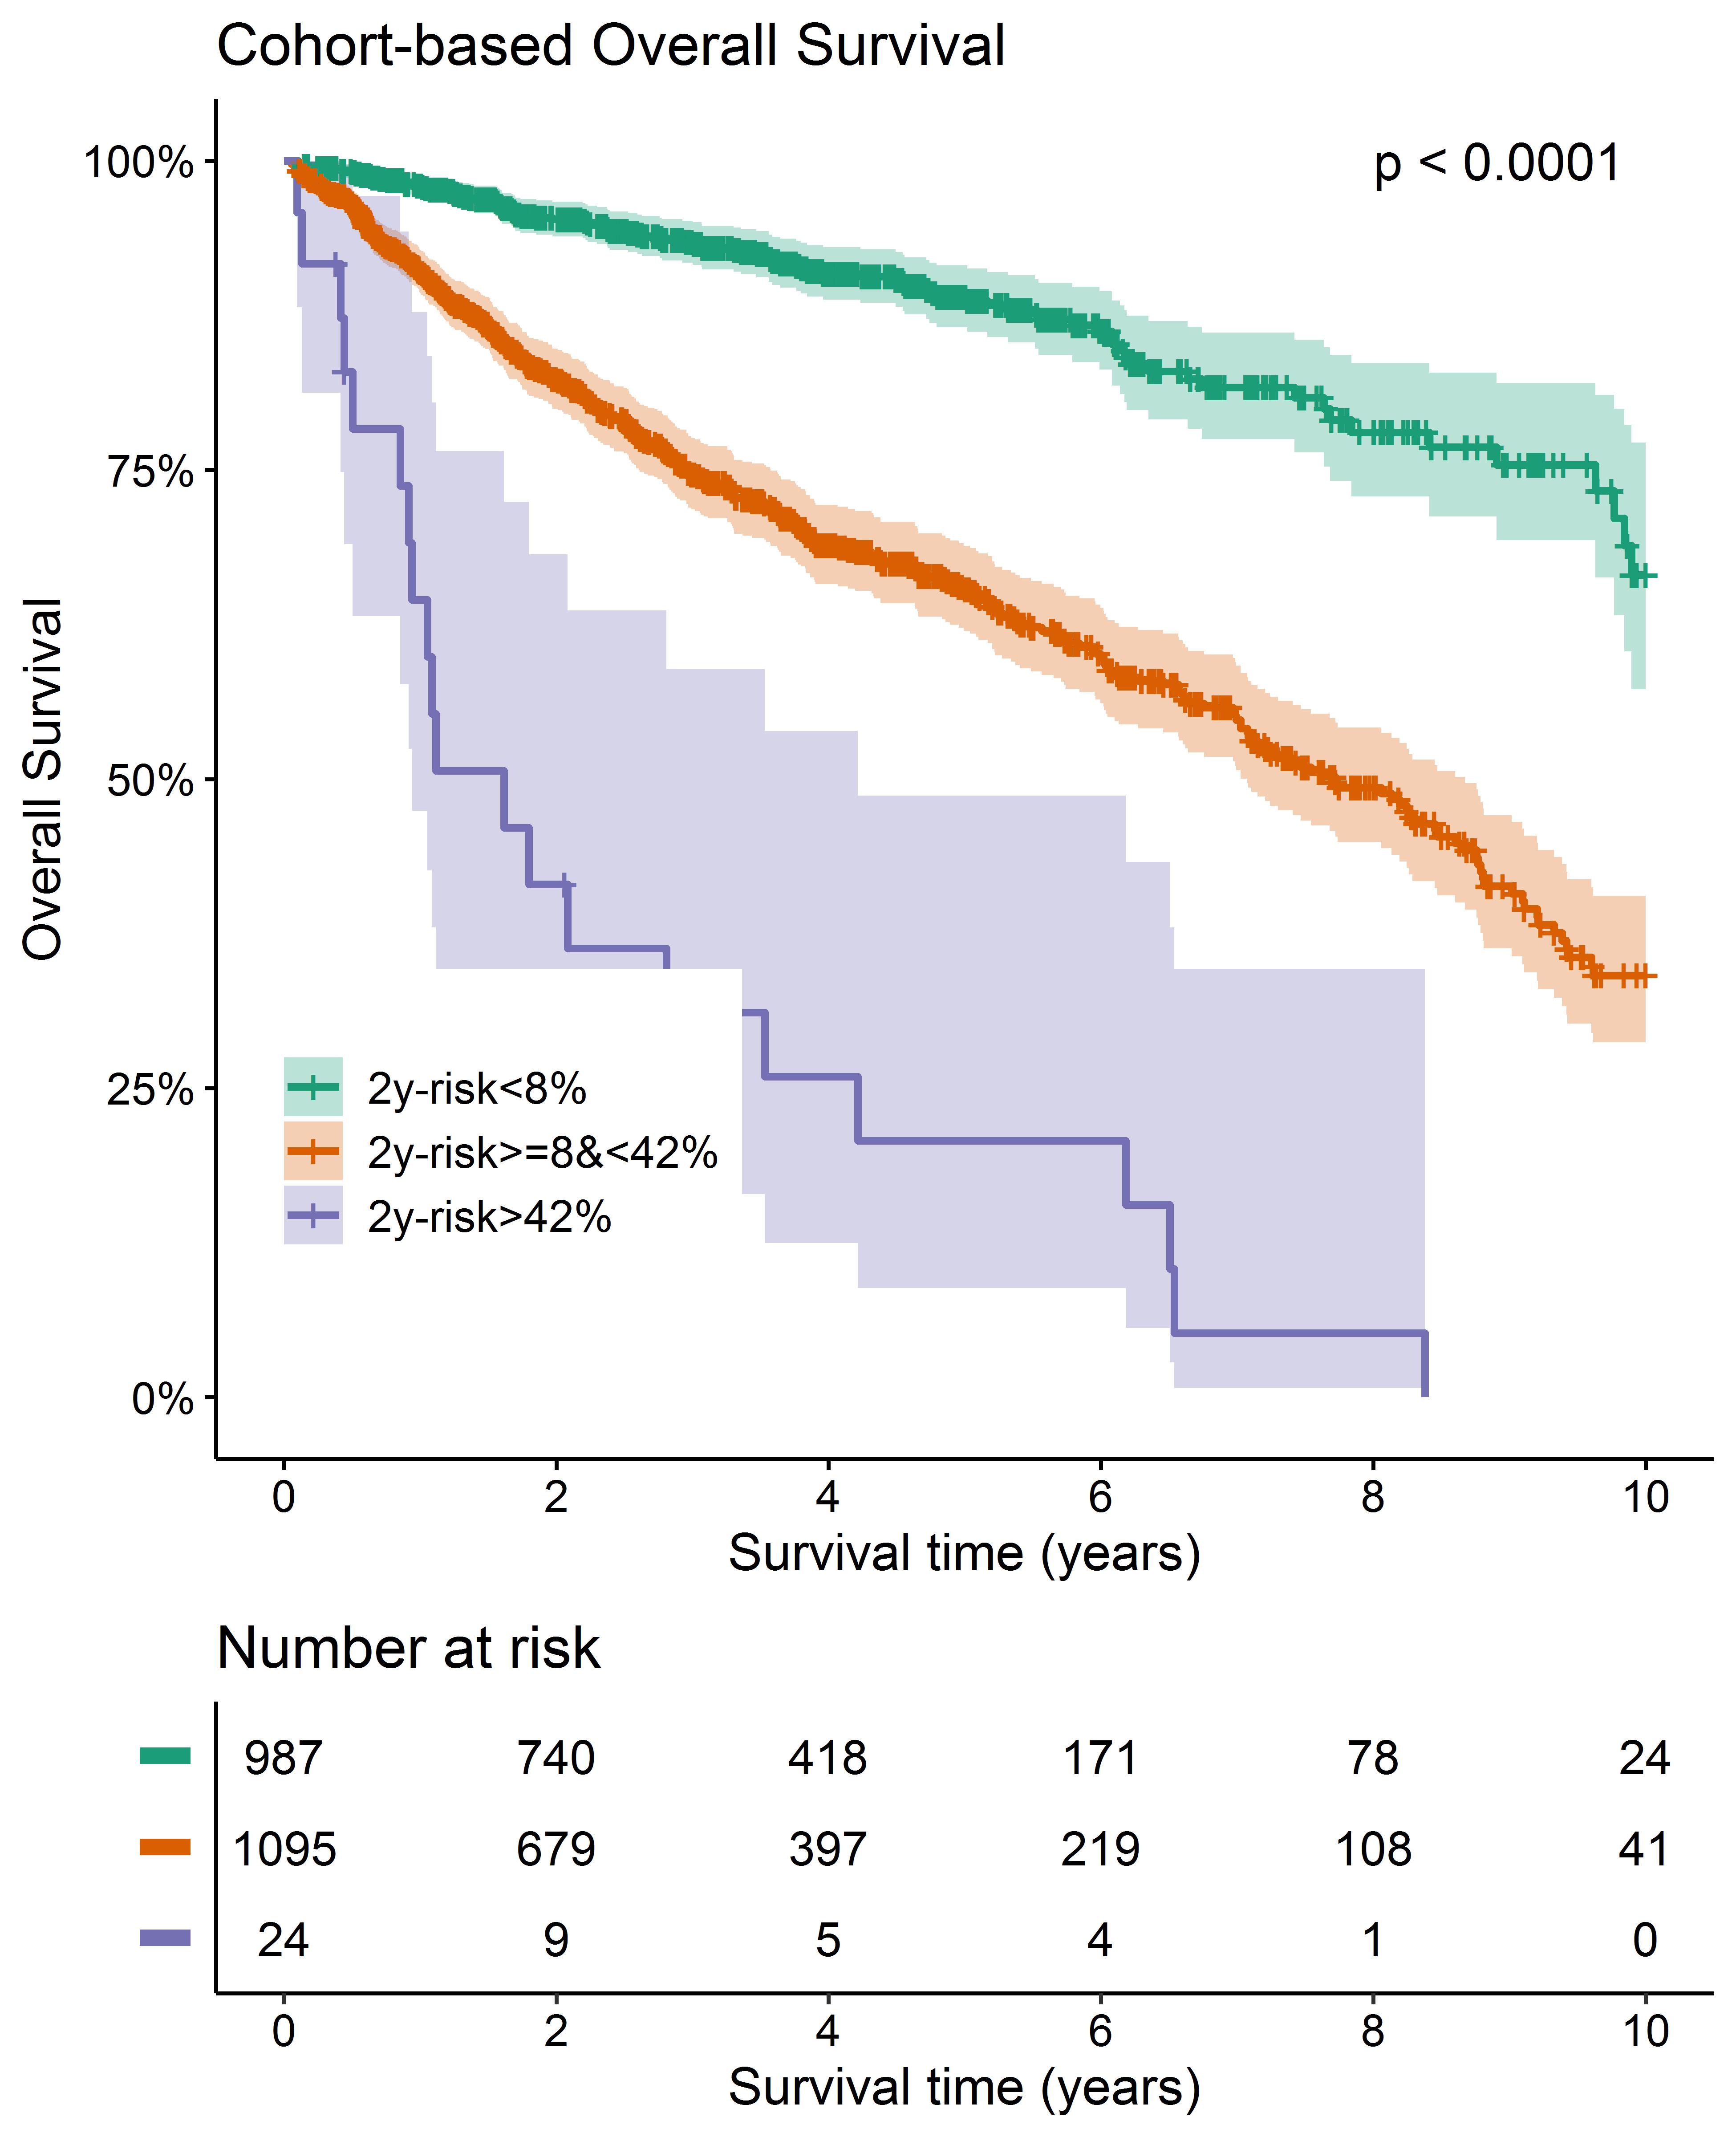 Cohort-based Overall Survival
p < 0.0001
100%
75%
50%
25%
0%
Overall Survival
2y-risk<8%
2y-risk>=8&<42%
2y-risk>42%
0 2 4 6 8 10
Survival time (years)
Number at risk
987 740 418 171 78 24
1095 679 397 219 108 41
24 9 5 4 1 0
0 2 4 6 8 10
Survival time (years)